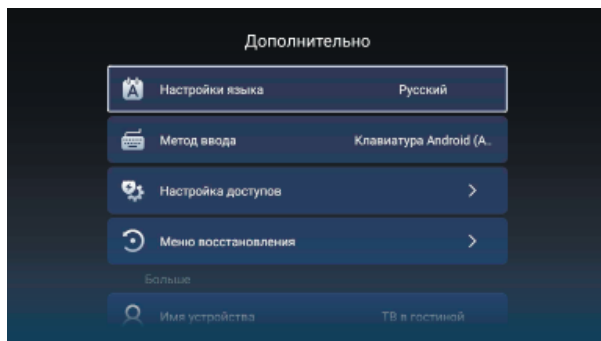 Дополнительно
Настройки языка Русский
Метод ввода Клавиатура Android (A..
Настройка доступов
Меню восстановления
Больше
Имя устройства ТВ в гостиной